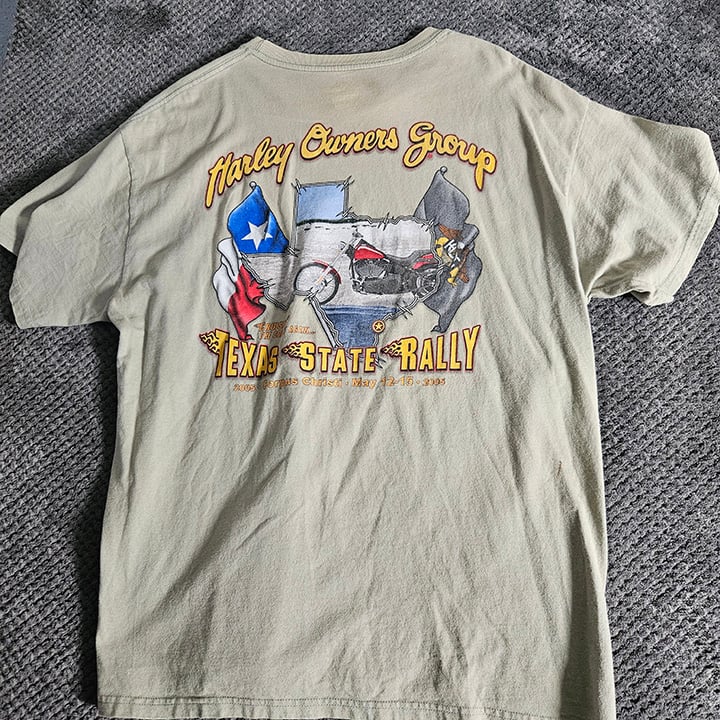 Harley Owners Group
TEXAS STATE RALLY
2005 · Corpus Christi · May 12-15 · 2005